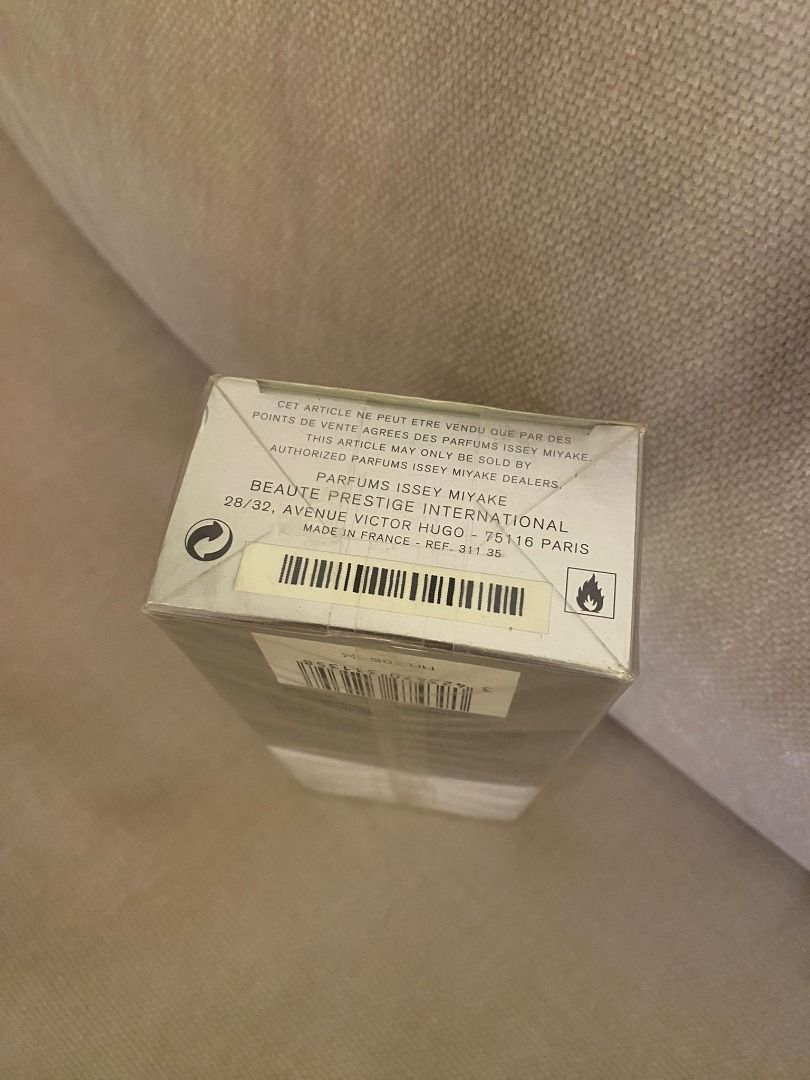 CET ARTICLE NE PEUT ETRE VENDU QUE PAR DES
POINTS DE VENTE AGREES DES PARFUMS ISSEY MIYAKE.
THIS ARTICLE MAY ONLY BE SOLD BY
AUTHORIZED PARFUMS ISSEY MIYAKE DEALERS.
PARFUMS ISSEY MIYAKE
BEAUTE PRESTIGE INTERNATIONAL
28/32, AVENUE VICTOR HUGO - 75116 PARIS
MADE IN FRANCE - REF. 311 35